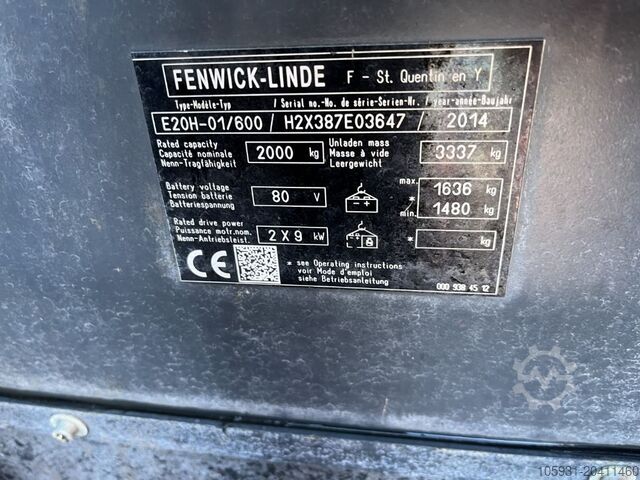 FENWICK-LINDE F - St. Quentin en Y
Type-Modèle-Typ / Serial no.-No. de série-Serien-Nr. / year-année-Baujahr
E20H-01/600 / H2X387E03647 / 2014
Rated capacity
Capacité nominale
Nenn-Tragfähigkeit
2000 kg
Unladen mass
Masse à vide
Leergewicht
3337 kg
Battery voltage
Tension batterie
Batteriespannung
80 V
max. 1636 kg
*
min. 1480 kg
Rated drive power
Puissance motr.nom.
Nenn-Antriebsleist.
2 X 9 kW
L
* kg
CE
* see Operating instructions
voir Mode d'emploi
siehe Betriebsanleitung
000 938 45 12
105931-20411460